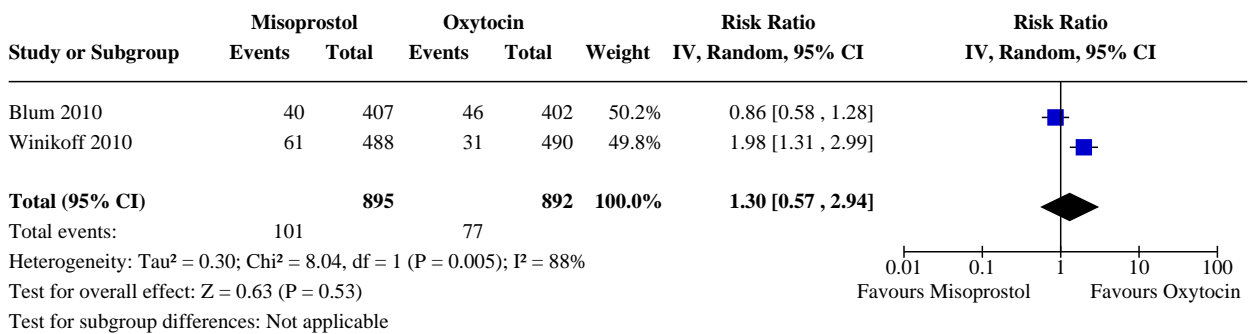 Misoprostol Oxytocin Risk Ratio Risk Ratio
Study or Subgroup Events Total Events Total Weight IV, Random, 95% CI IV, Random, 95% CI
Blum 2010 40 407 46 402 50.2% 0.86 [0.58 , 1.28]
Winikoff 2010 61 488 31 490 49.8% 1.98 [1.31 , 2.99]
Total (95% CI) 895 892 100.0% 1.30 [0.57 , 2.94]
Total events: 101 77
Heterogeneity: Tau² = 0.30; Chi² = 8.04, df = 1 (P = 0.005); I² = 88%
0.01 0.1 1 10 100
Test for overall effect: Z = 0.63 (P = 0.53) Favours Misoprostol Favours Oxytocin
Test for subgroup differences: Not applicable